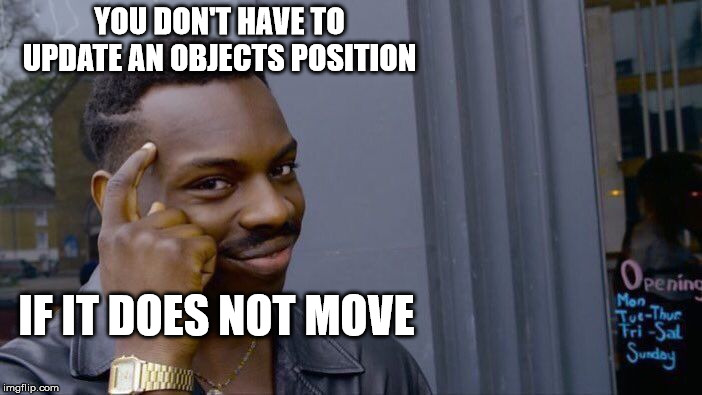 YOU DON'T HAVE TO
UPDATE AN OBJECTS POSITION
IF IT DOES NOT MOVE
Opening
Mon
Tue-Thur
Fri-Sat
Sunday
imgflip.com